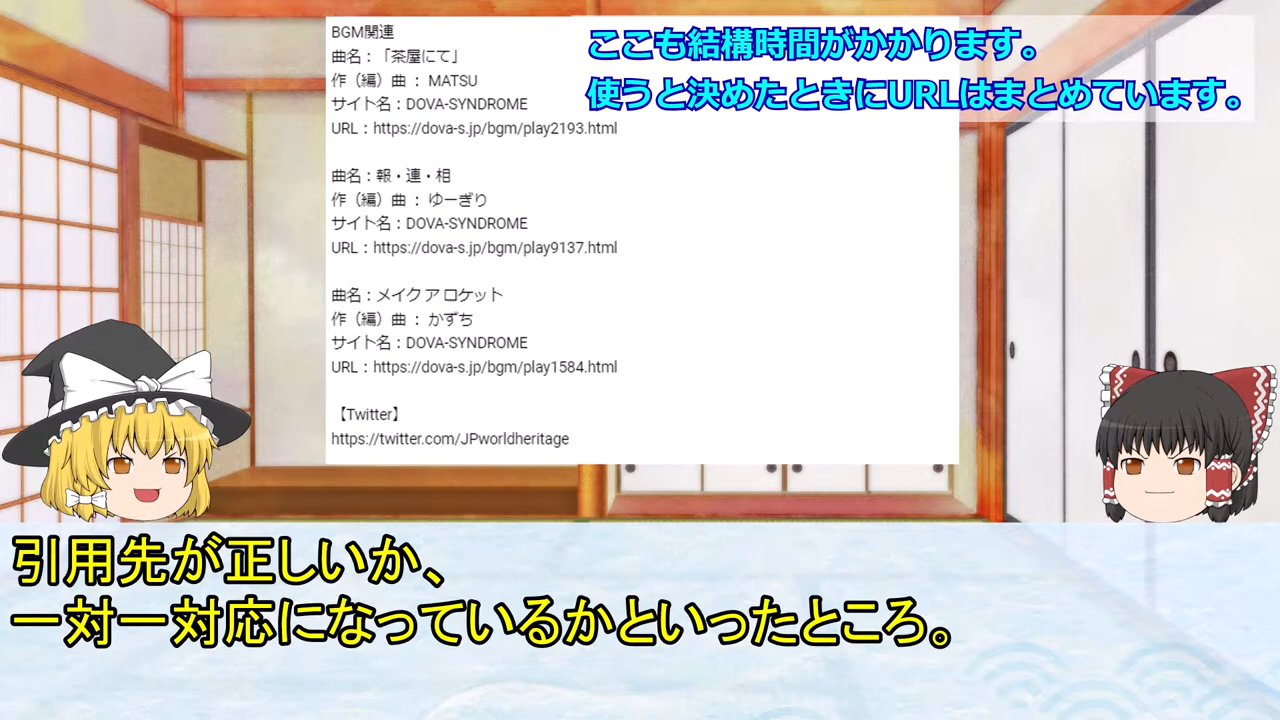 BGM関連
曲名：「茶屋にて」
作（編）曲 ： MATSU
サイト名：DOVA-SYNDROME
URL：https://dova-s.jp/bgm/play2193.html
曲名：報・連・相
作（編）曲 ： ゆーぎり
サイト名：DOVA-SYNDROME
URL：https://dova-s.jp/bgm/play9137.html
曲名：メイク ア ロケット
作（編）曲 ： かずち
サイト名：DOVA-SYNDROME
URL：https://dova-s.jp/bgm/play1584.html
【Twitter】
https://twitter.com/JPworldheritage
ここも結構時間がかかります。
使うと決めたときにURLはまとめています。
引用先が正しいか、
一対一対応になっているかといったところ。